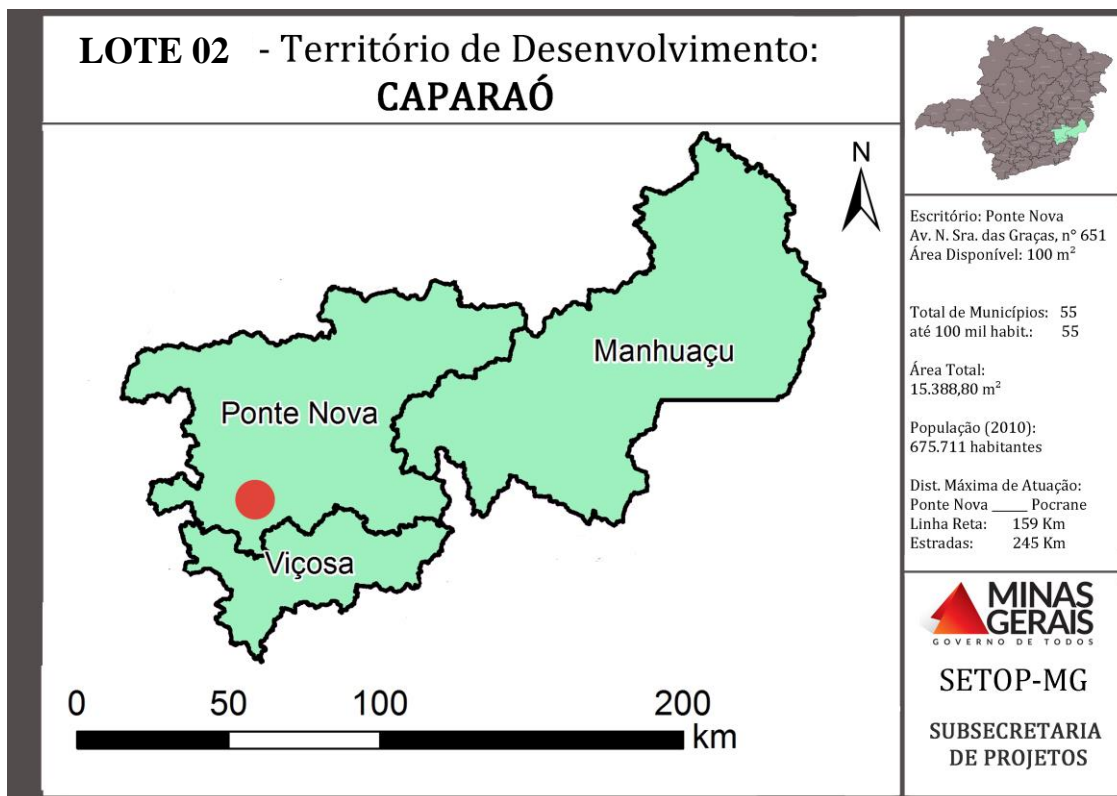 LOTE 02 - Território de Desenvolvimento:
CAPARAÓ
N
Manhuaçu
Ponte Nova
Viçosa
0 50 100 200
km
Escritório: Ponte Nova
Av. N. Sra. das Graças, n° 651
Área Disponível: 100 m²
Total de Municípios: 55
até 100 mil habit.: 55
Área Total:
15.388,80 m²
População (2010):
675.711 habitantes
Dist. Máxima de Atuação:
Ponte Nova _____ Pocrane
Linha Reta: 159 Km
Estradas: 245 Km
MINAS
GERAIS
GOVERNO DE TODOS
SETOP-MG
SUBSECRETARIA
DE PROJETOS